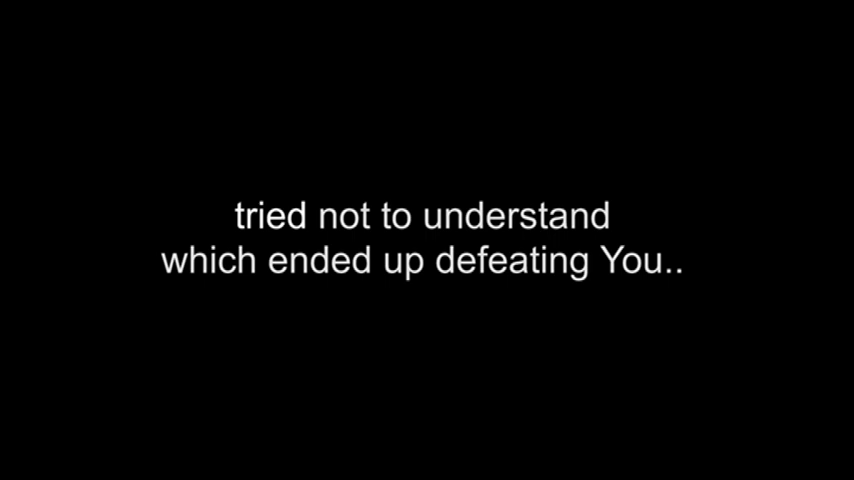 tried not to understand
which ended up defeating You..